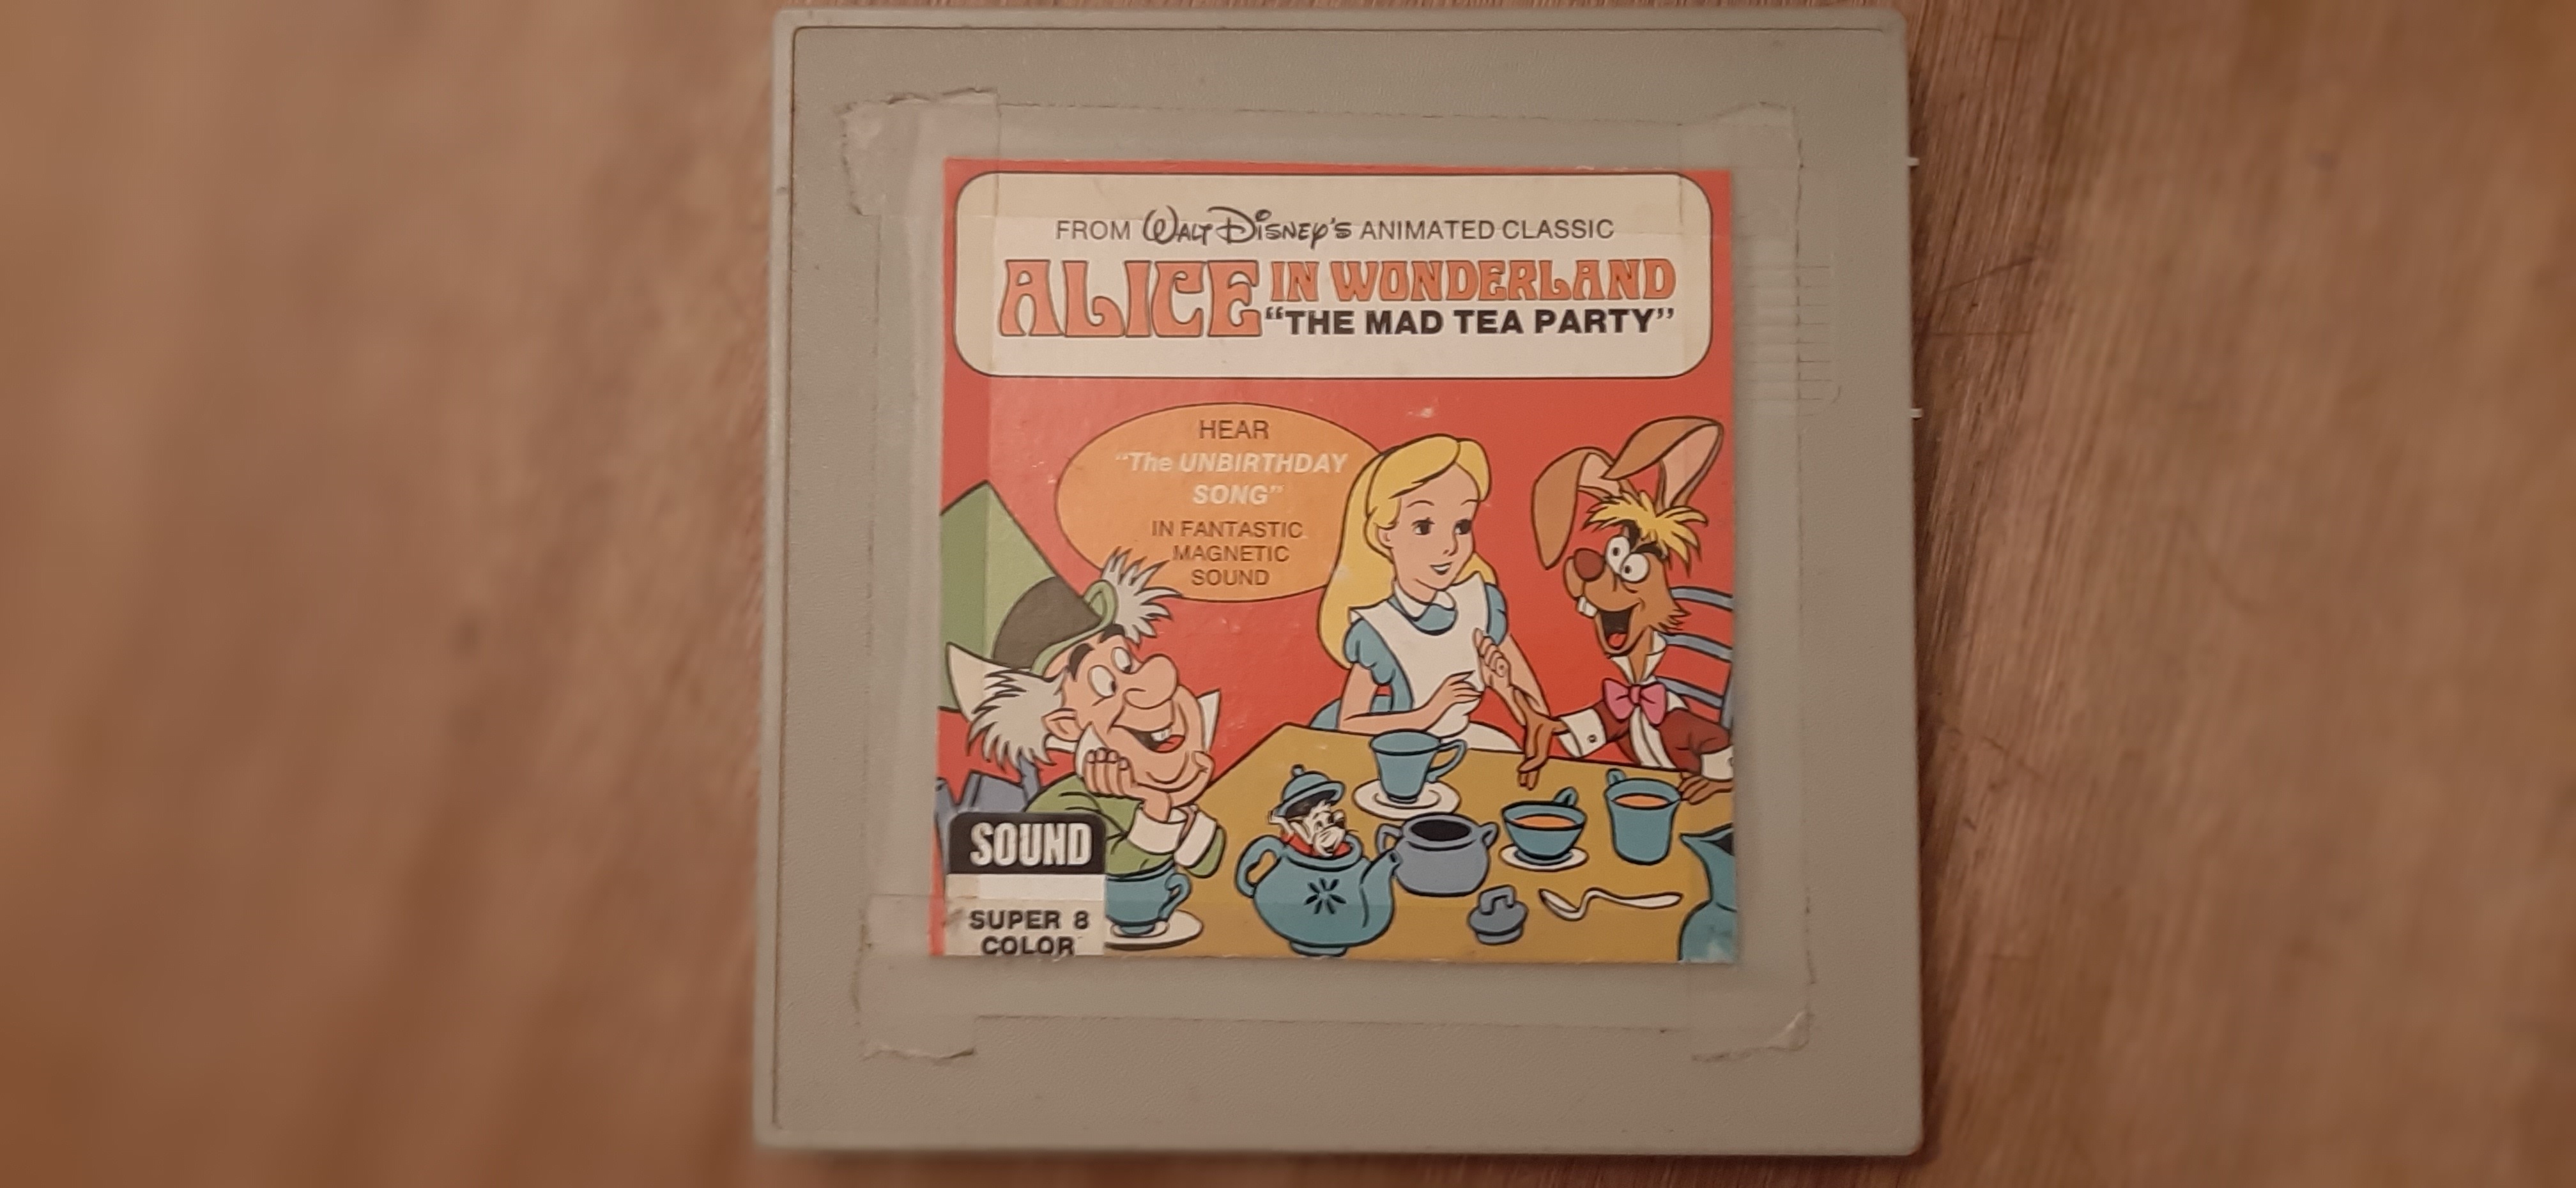 FROM WALT DISNEY'S ANIMATED CLASSIC
ALICE IN WONDERLAND
"THE MAD TEA PARTY"
HEAR
"The UNBIRTHDAY
SONG"
IN FANTASTIC
MAGNETIC
SOUND
SOUND
SUPER 8
COLOR